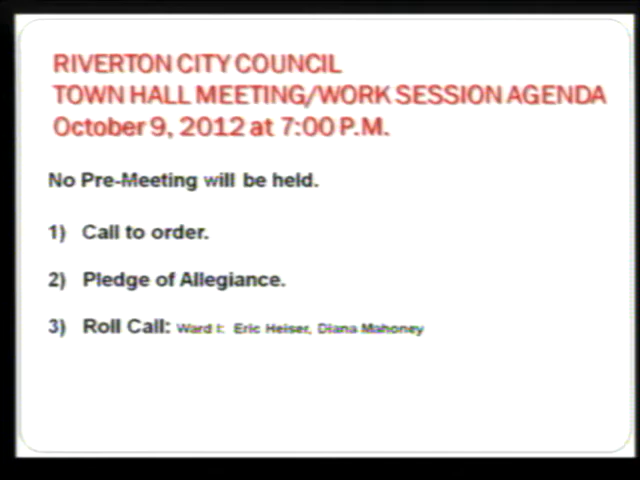 RIVERTON CITY COUNCIL
TOWN HALL MEETING/WORK SESSION AGENDA
October 9, 2012 at 7:00 P.M.
No Pre-Meeting will be held.
1) Call to order.
2) Pledge of Allegiance.
3) Roll Call: Ward I: Eric Heiser, Diana Mahoney